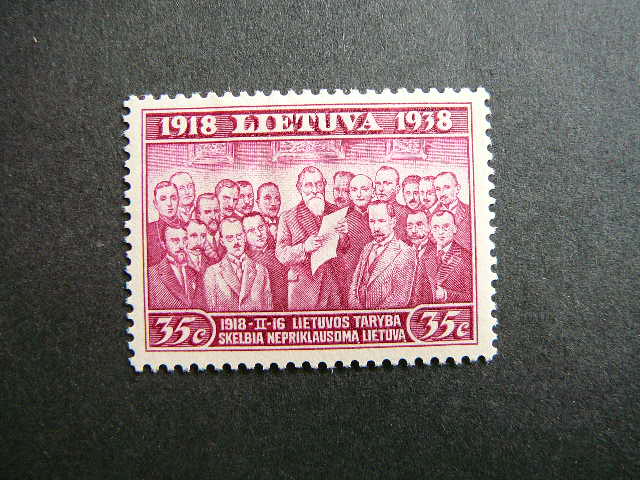 1918 LIETUVA 1938
35c 1918-II-16 LIETUVOS TARYBA 35c
SKELBIA NEPRIKLAUSOMĄ LIETUVĄ